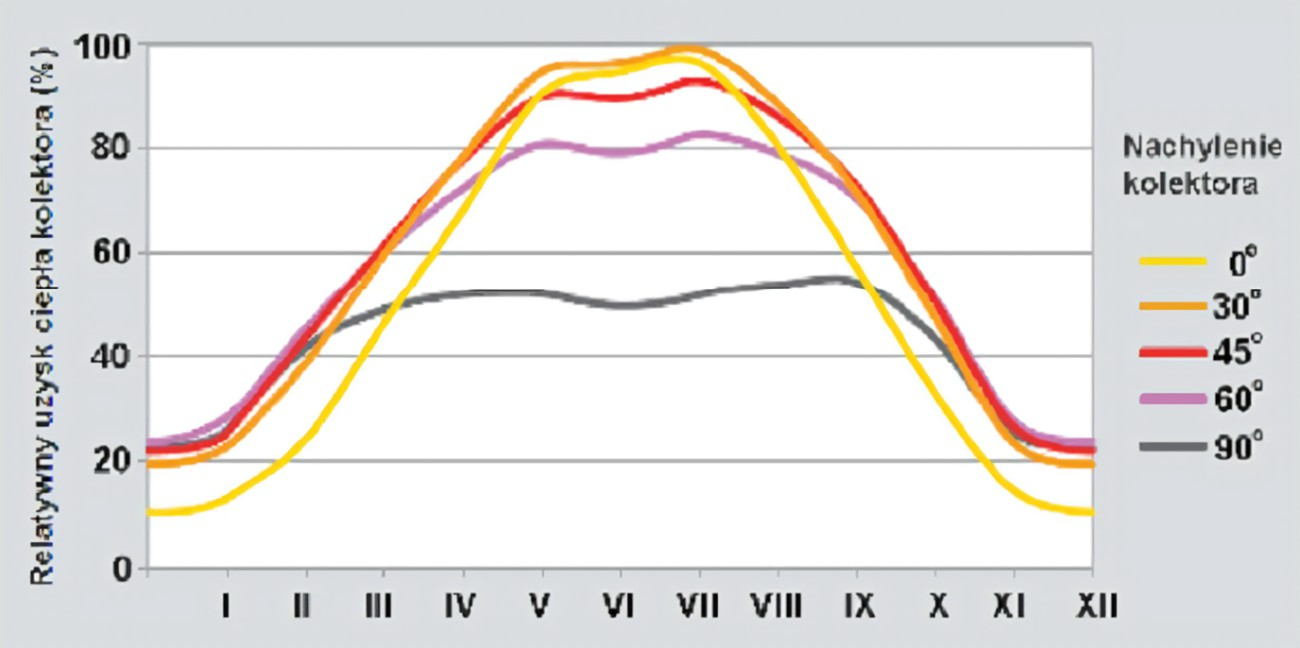 Relatywny uzysk ciepła kolektora (%)
100
80
60
40
20
0
I II III IV V VI VII VIII IX X XI XII
Nachylenie
kolektora
0°
30°
45°
60°
90°